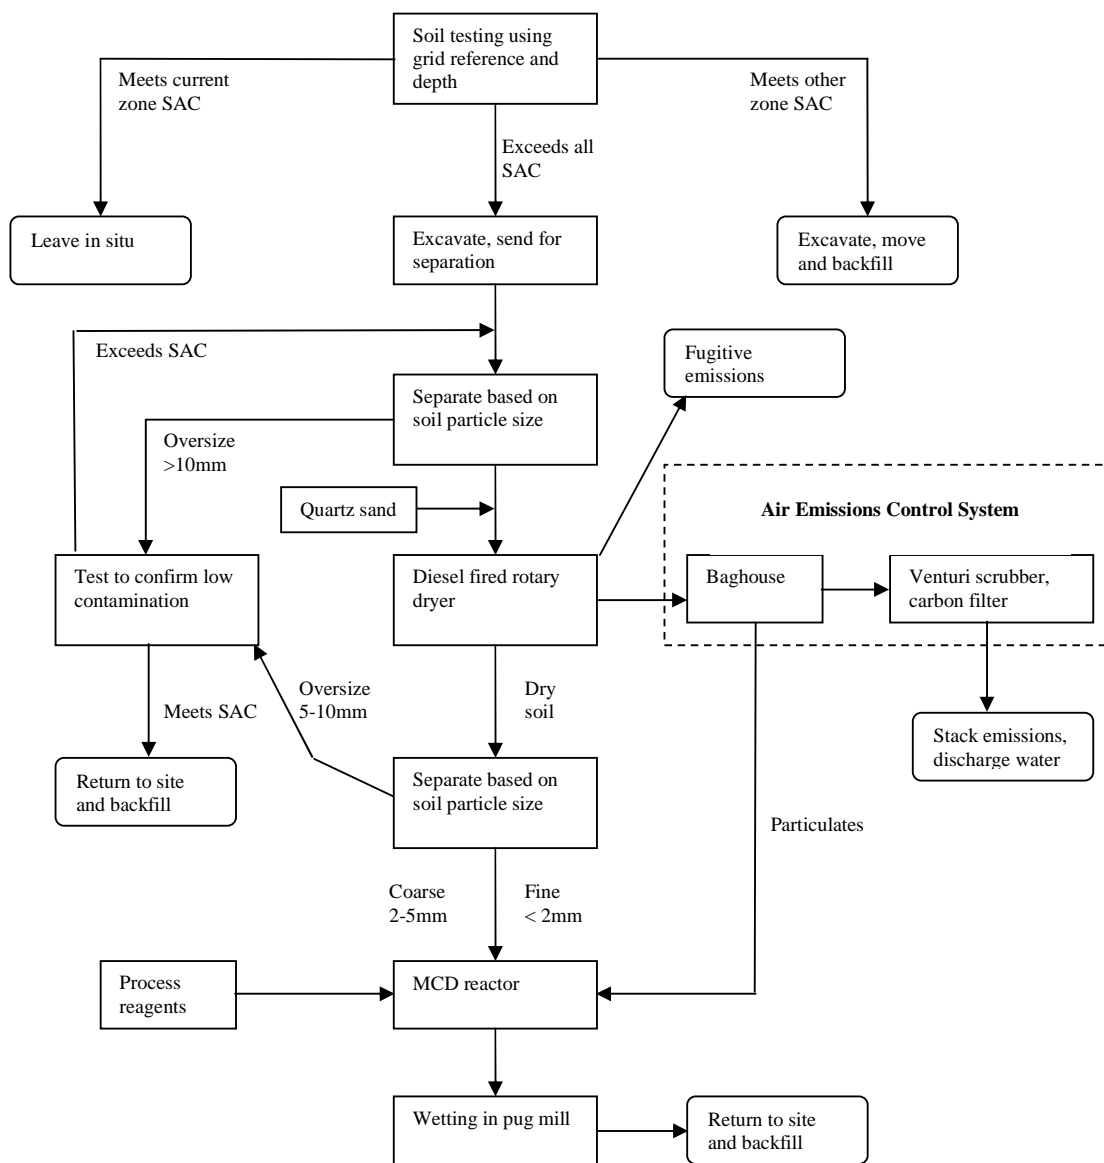 Soil testing using
grid reference and
depth
Meets current
zone SAC
Meets other
zone SAC
Exceeds all
SAC
Leave in situ
Excavate, send for
separation
Excavate, move
and backfill
Exceeds SAC
Fugitive
emissions
Separate based on
soil particle size
Oversize
>10mm
Quartz sand
Air Emissions Control System
Test to confirm low
contamination
Diesel fired rotary
dryer
Baghouse
Venturi scrubber,
carbon filter
Oversize
5-10mm
Dry
soil
Meets SAC
Stack emissions,
discharge water
Return to site
and backfill
Separate based on
soil particle size
Particulates
Coarse
2-5mm
Fine
< 2mm
Process
reagents
MCD reactor
Wetting in pug mill
Return to site
and backfill